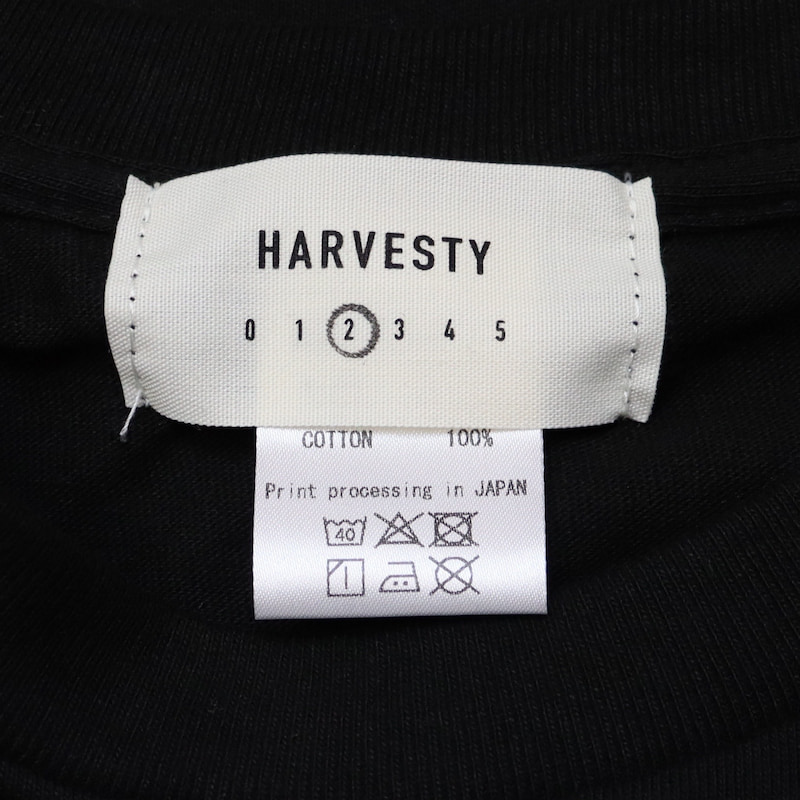 HARVESTY
0 1 2 3 4 5
COTTON 100%
Print processing in JAPAN
40